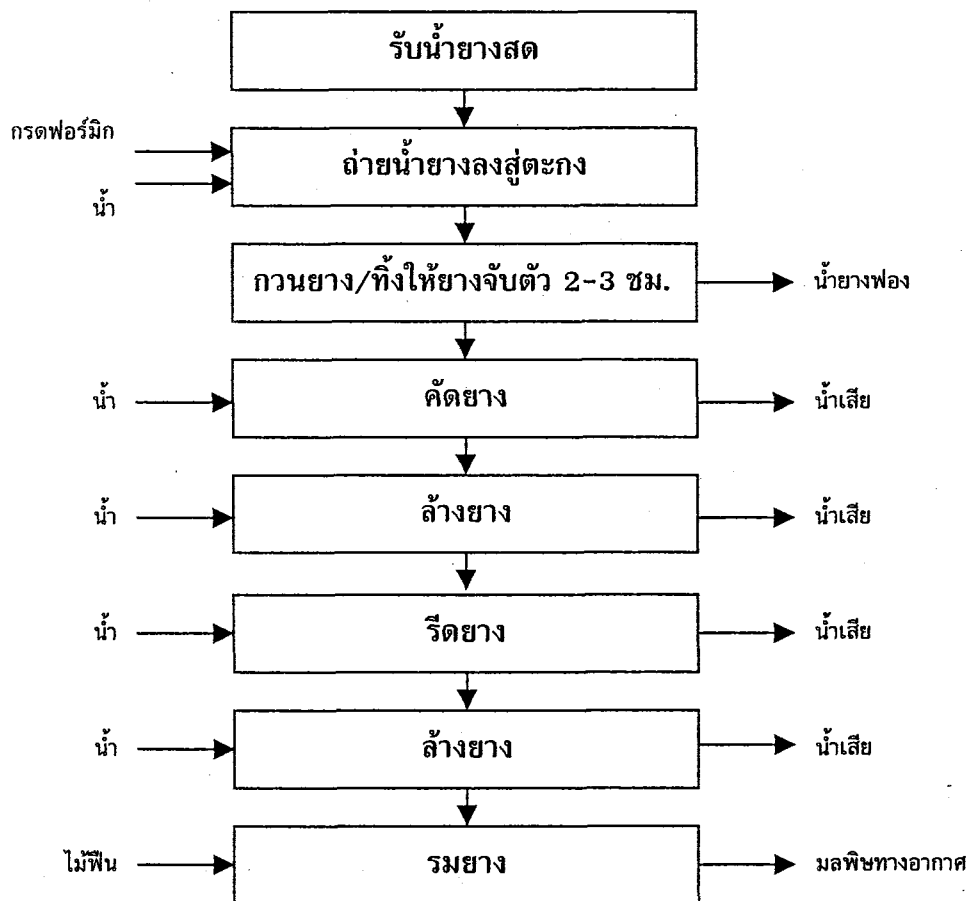 รับน้ำยางสด
กรดฟอร์มิก
ถ่ายน้ำยางลงสู่ตะกง
น้ำ
กวนยาง/ทิ้งให้ยางจับตัว 2-3 ชม.
น้ำยางฟอง
น้ำ
คัดยาง
น้ำเสีย
น้ำ
ล้างยาง
น้ำเสีย
น้ำ
รีดยาง
น้ำเสีย
น้ำ
ล้างยาง
น้ำเสีย
ไม้ฟืน
รมยาง
มลพิษทางอากาศ